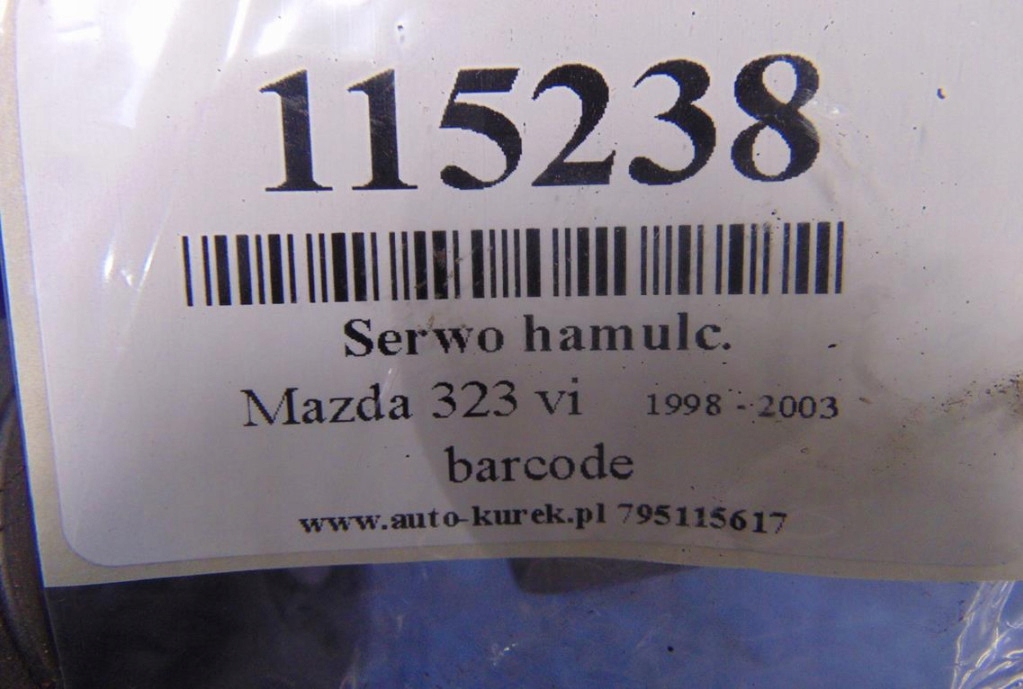 115238
Serwo hamulc.
Mazda 323 vi 1998 - 2003
barcode
www.auto-kurek.pl 795115617